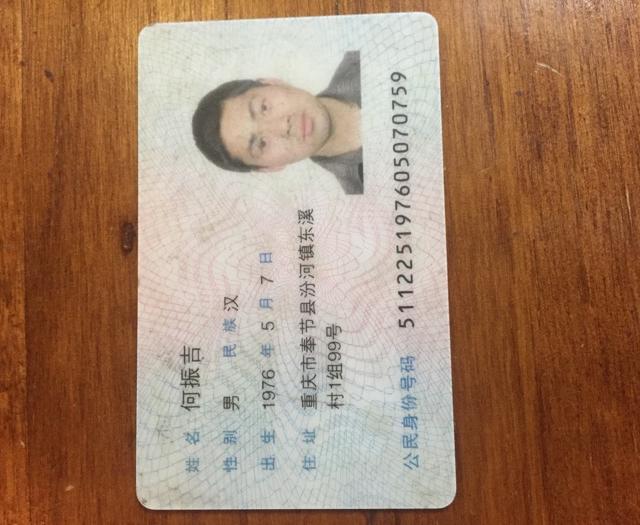 姓名 何振吉
性别 男 民族 汉
出生 1976 年 5 月 7 日
住址 重庆市奉节县汾河镇东溪
村1组99号
公民身份号码 511225197605070759